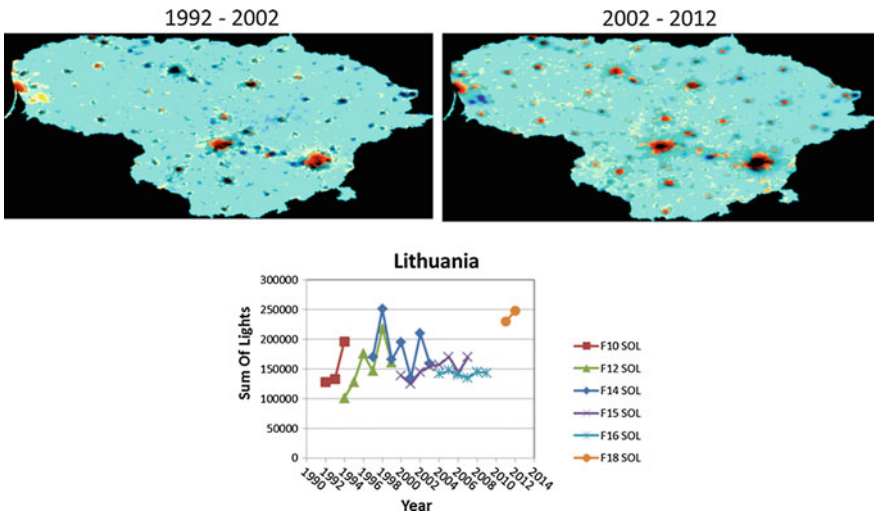 1992 - 2002
2002 - 2012
Lithuania
Sum Of Lights
300000
250000
200000
150000
100000
50000
0
1990
1992
1994
1996
1998
2000
2002
2004
2006
2008
2010
2012
2014
Year
F10 SOL
F12 SOL
F14 SOL
F15 SOL
F16 SOL
F18 SOL